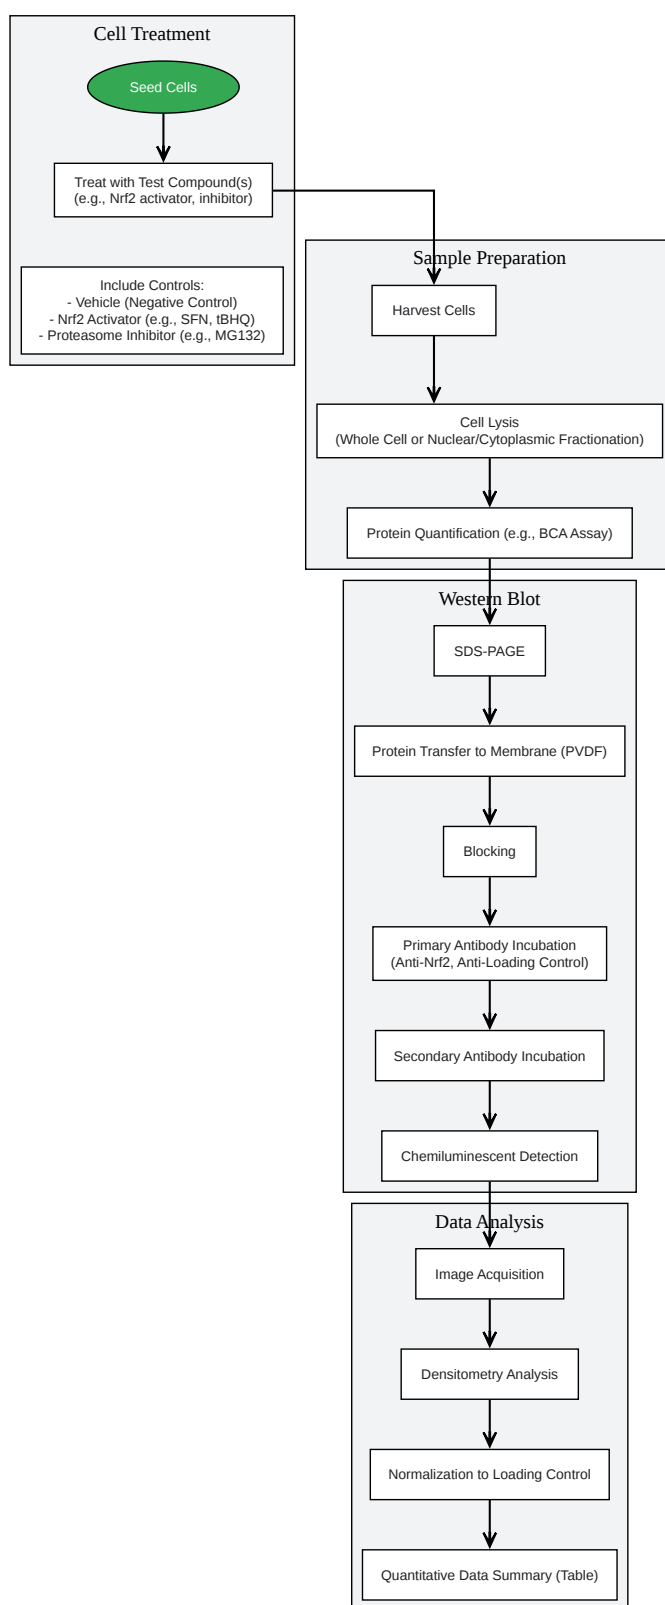 Cell Treatment
Seed Cells
Treat with Test Compound(s)
(e.g., Nrf2 activator, inhibitor)
Include Controls:
- Vehicle (Negative Control)
- Nrf2 Activator (e.g., SFN, tBHQ)
- Proteasome Inhibitor (e.g., MG132)
Sample Preparation
Harvest Cells
Cell Lysis
(Whole Cell or Nuclear/Cytoplasmic Fractionation)
Protein Quantification (e.g., BCA Assay)
Western Blot
SDS-PAGE
Protein Transfer to Membrane (PVDF)
Blocking
Primary Antibody Incubation
(Anti-Nrf2, Anti-Loading Control)
Secondary Antibody Incubation
Chemiluminescent Detection
Data Analysis
Image Acquisition
Densitometry Analysis
Normalization to Loading Control
Quantitative Data Summary (Table)